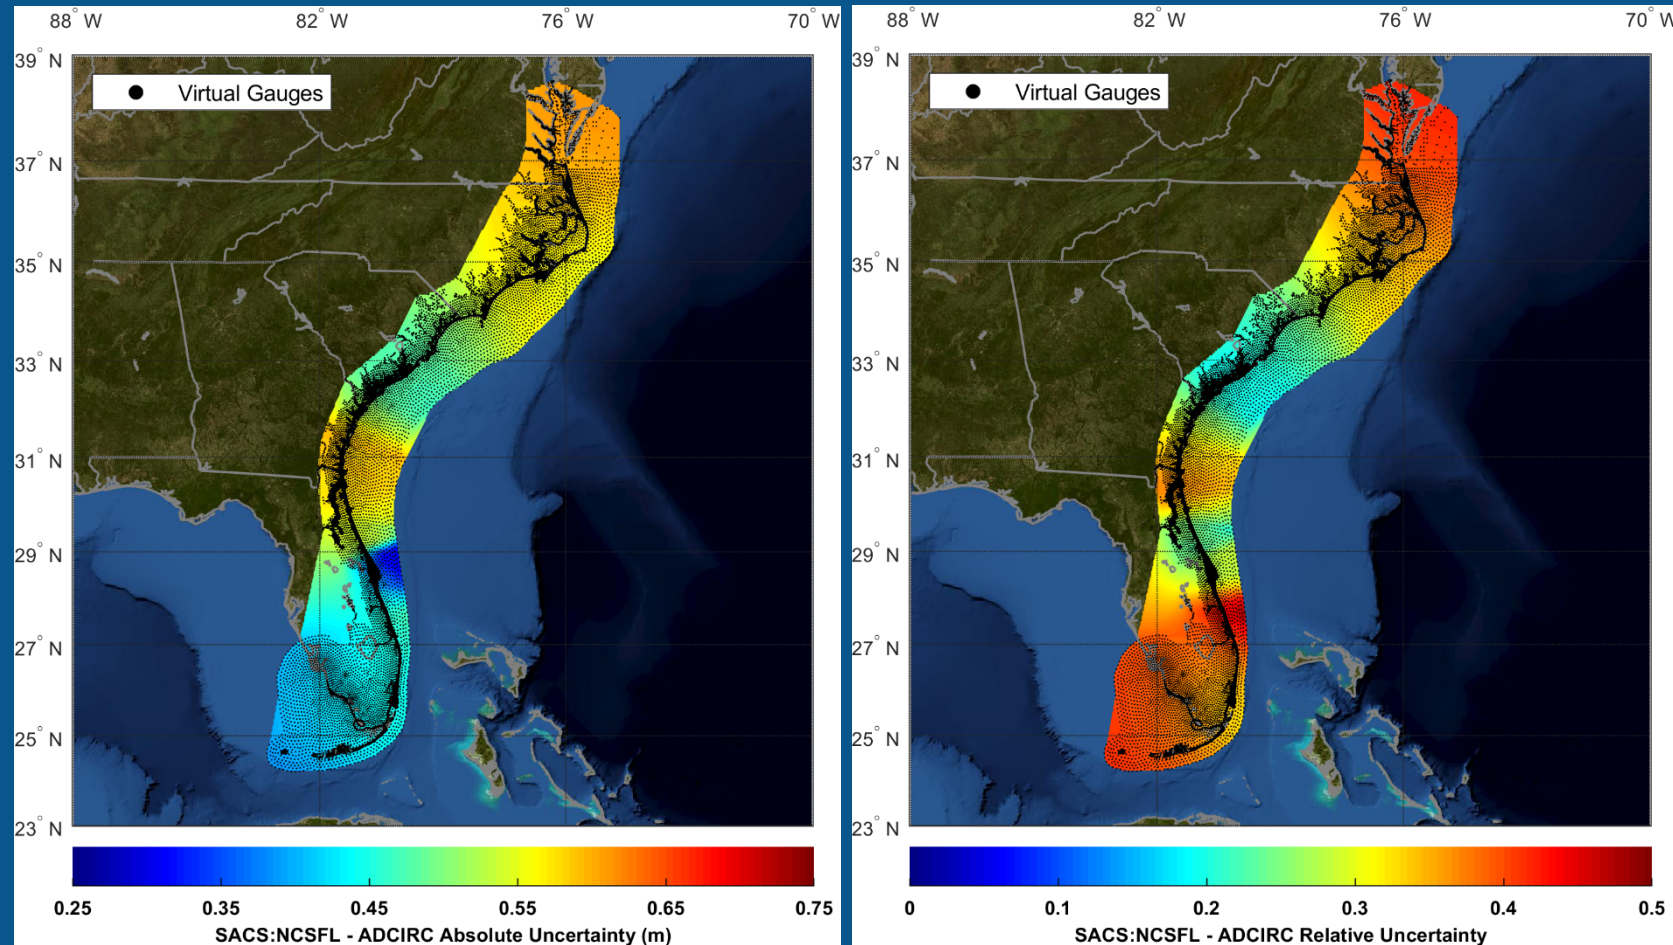 88° W 82° W 76° W 70° W
39° N
Virtual Gauges
37° N
35° N
33° N
31° N
29° N
27° N
25° N
23° N
0.25 0.35 0.45 0.55 0.65 0.75
SACS:NCSFL - ADCIRC Absolute Uncertainty (m)
88° W 82° W 76° W 70° W
39° N
Virtual Gauges
37° N
35° N
33° N
31° N
29° N
27° N
25° N
23° N
0 0.1 0.2 0.3 0.4 0.5
SACS:NCSFL - ADCIRC Relative Uncertainty